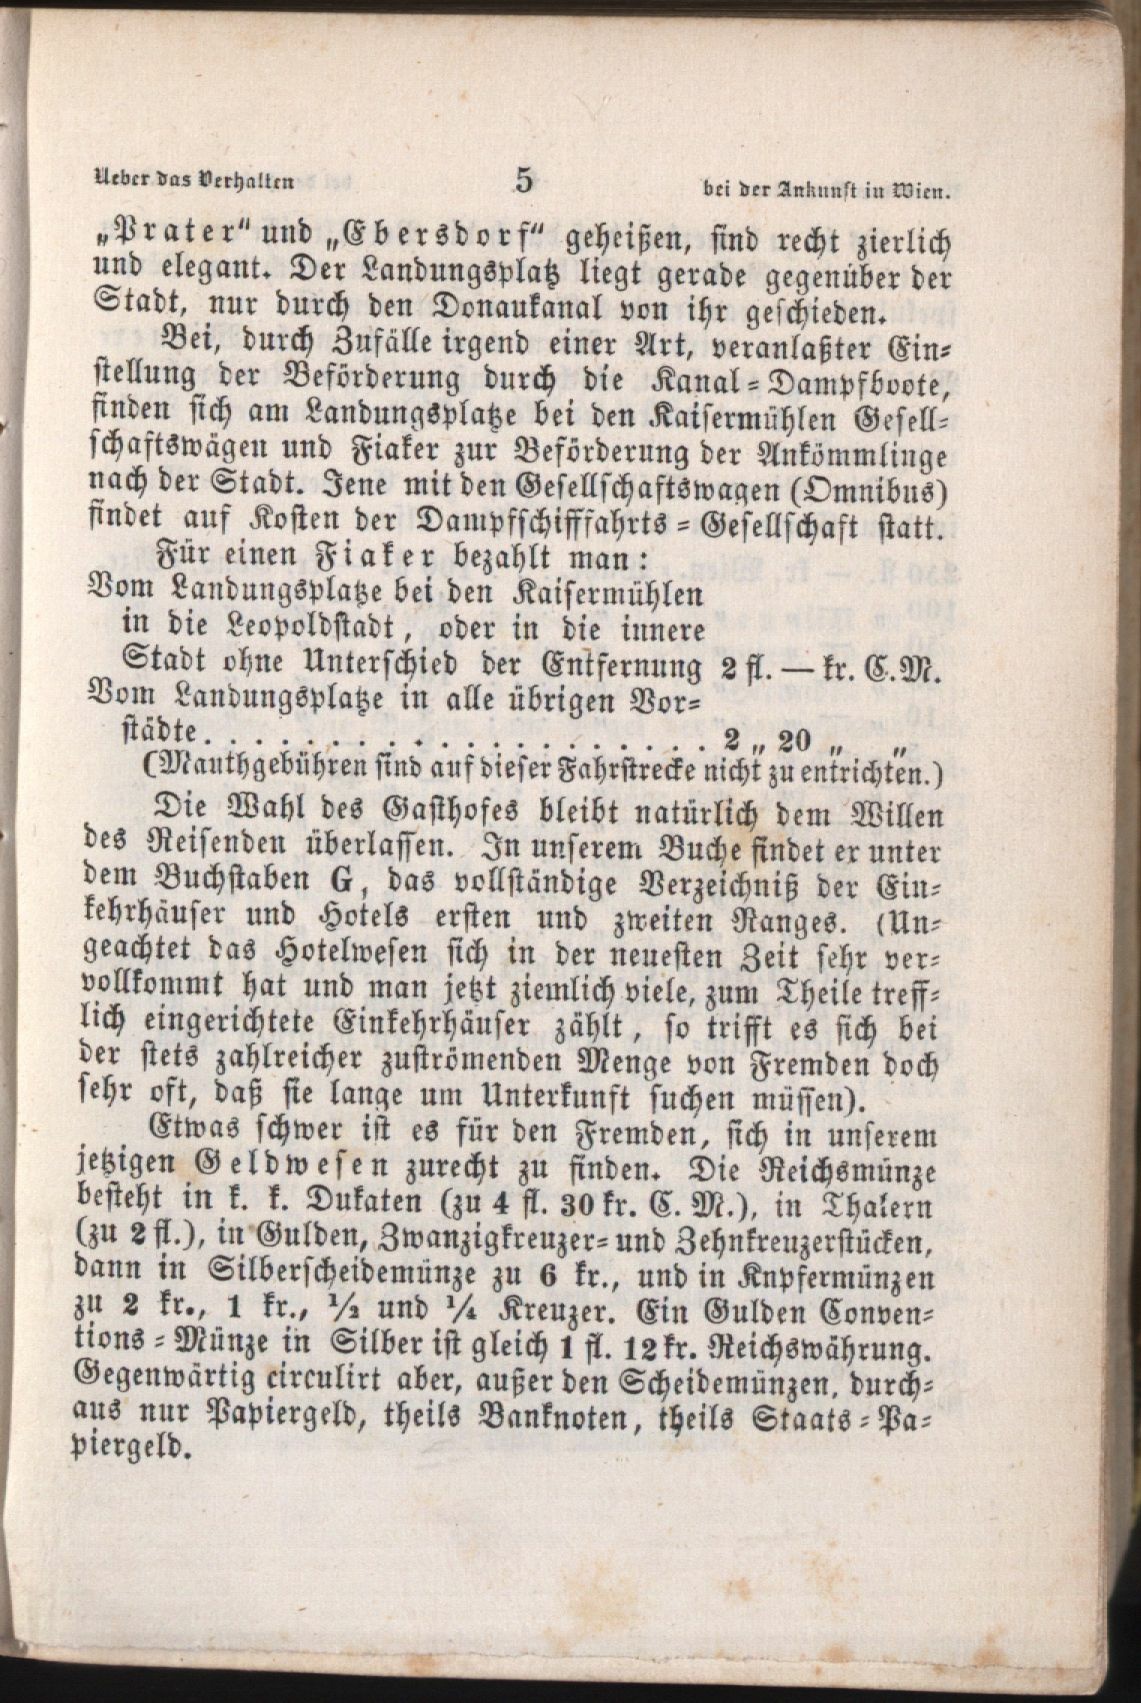 Ueber das Verhalten 5 bei der Ankunft in Wien.
„Prater“ und „Ebersdorf“ geheißen, sind recht zierlich
und elegant. Der Landungsplatz liegt gerade gegenüber der
Stadt, nur durch den Donaukanal von ihr geschieden.
Bei, durch Zufälle irgend einer Art, veranlaßter Ein-
stellung der Beförderung durch die Kanal-Dampfboote,
finden sich am Landungsplatze bei den Kaisermühlen Gesell-
schaftswägen und Fiaker zur Beförderung der Ankömmlinge
nach der Stadt. Jene mit den Gesellschaftswagen (Omnibus)
findet auf Kosten der Dampfschifffahrts-Gesellschaft statt.
Für einen Fiaker bezahlt man:
Vom Landungsplatze bei den Kaisermühlen
in die Leopoldstadt, oder in die innere
Stadt ohne Unterschied der Entfernung 2 fl. — kr. C.M.
Vom Landungsplatze in alle übrigen Vor-
städte . . . . . . . . . . . . . . . . . . . . 2 „ 20 „ „
(Mauthgebühren sind auf dieser Fahrstrecke nicht zu entrichten.)
Die Wahl des Gasthofes bleibt natürlich dem Willen
des Reisenden überlassen. In unserem Buche findet er unter
dem Buchstaben G, das vollständige Verzeichniß der Ein-
kehrhäuser und Hotels ersten und zweiten Ranges. (Un-
geachtet das Hotelwesen sich in der neuesten Zeit sehr ver-
vollkommt hat und man jetzt ziemlich viele, zum Theile treff-
lich eingerichtete Einkehrhäuser zählt, so trifft es sich bei
der stets zahlreicher zuströmenden Menge von Fremden doch
sehr oft, daß sie lange um Unterkunft suchen müssen).
Etwas schwer ist es für den Fremden, sich in unserem
jetzigen Geldwesen zurecht zu finden. Die Reichsmünze
besteht in k. k. Dukaten (zu 4 fl. 30 kr. C. M.), in Thalern
(zu 2 fl.), in Gulden, Zwanzigkreuzer- und Zehnkreuzerstücken,
dann in Silberscheidemünze zu 6 kr., und in Knpfermünzen
zu 2 kr., 1 kr., ½ und ¼ Kreuzer. Ein Gulden Conven-
tions-Münze in Silber ist gleich 1 fl. 12 kr. Reichswährung.
Gegenwärtig circulirt aber, außer den Scheidemünzen, durch-
aus nur Papiergeld, theils Banknoten, theils Staats-Pa-
piergeld.